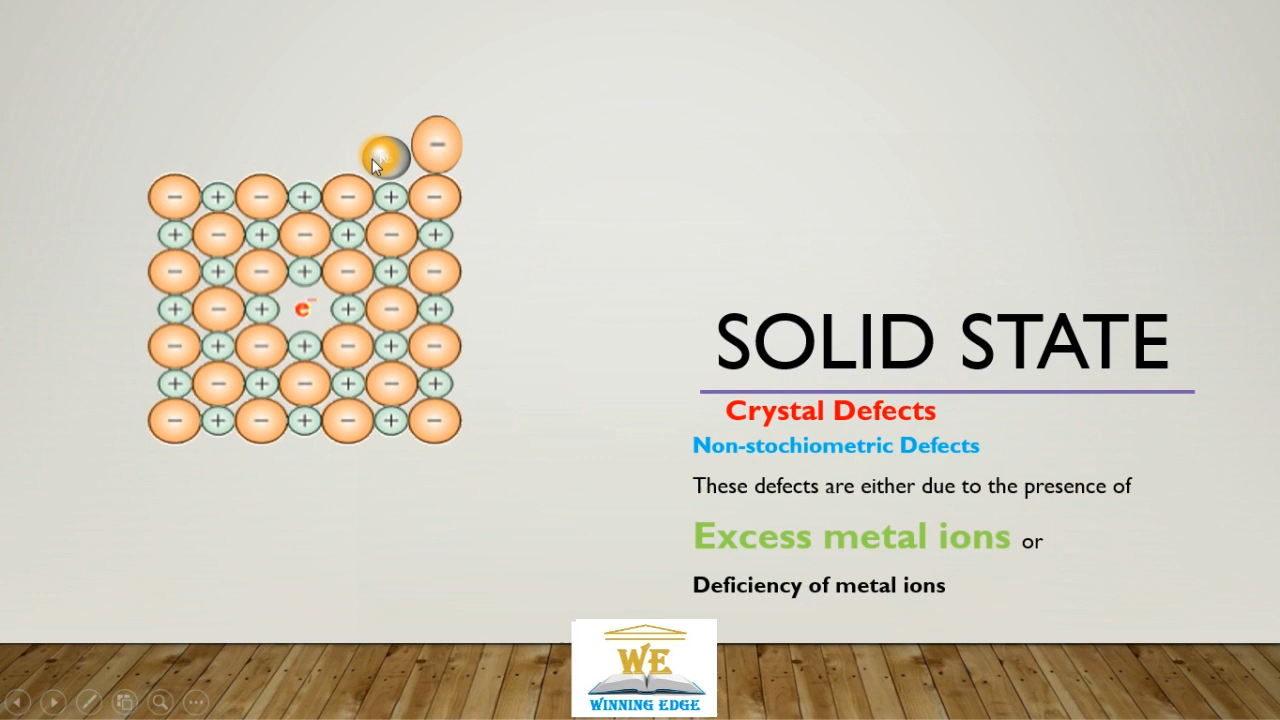 −
− + − + − + −
+ − + − + − +
− + − + − + −
+ − + e⁻ + − +
− + − + − + −
+ − + − + − +
− + − + − + −
SOLID STATE
Crystal Defects
Non-stochiometric Defects
These defects are either due to the presence of
Excess metal ions or
Deficiency of metal ions
WE
WINNING EDGE